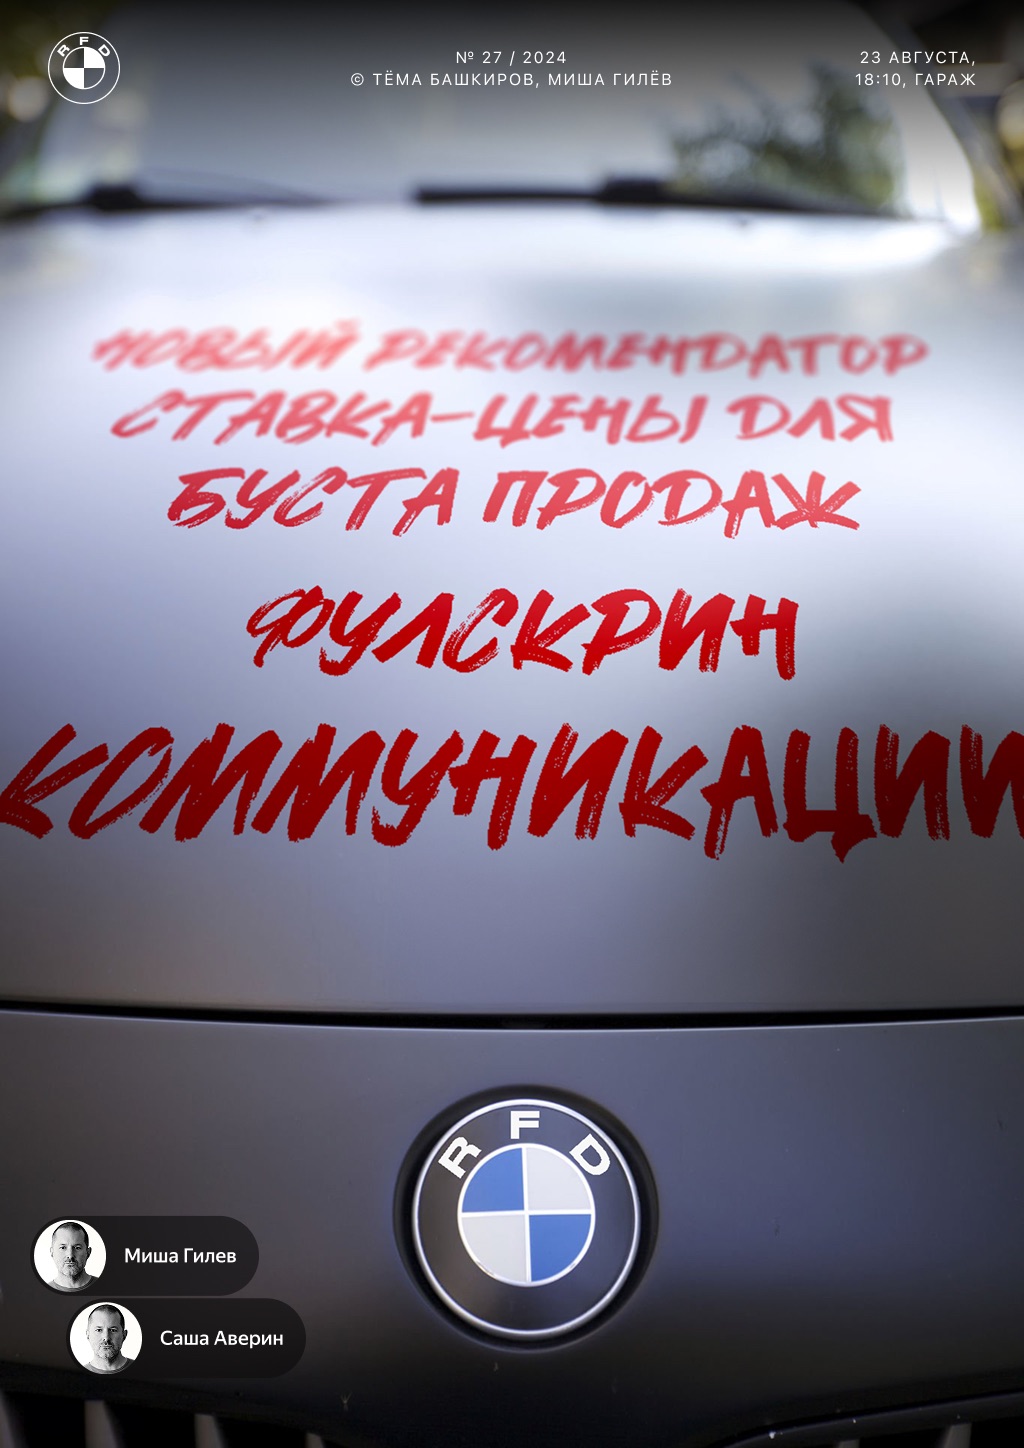 RFD
№ 27 / 2024
© ТЁМА БАШКИРОВ, МИША ГИЛЁВ
23 АВГУСТА,
18:10, ГАРАЖ
НОВЫЙ РЕКОМЕНДАТОР
СТАВКА-ЦЕНЫ ДЛЯ
БУСТА ПРОДАЖ
ФУЛСКРИН
КОММУНИКАЦИИ
RFD
Миша Гилев
Саша Аверин